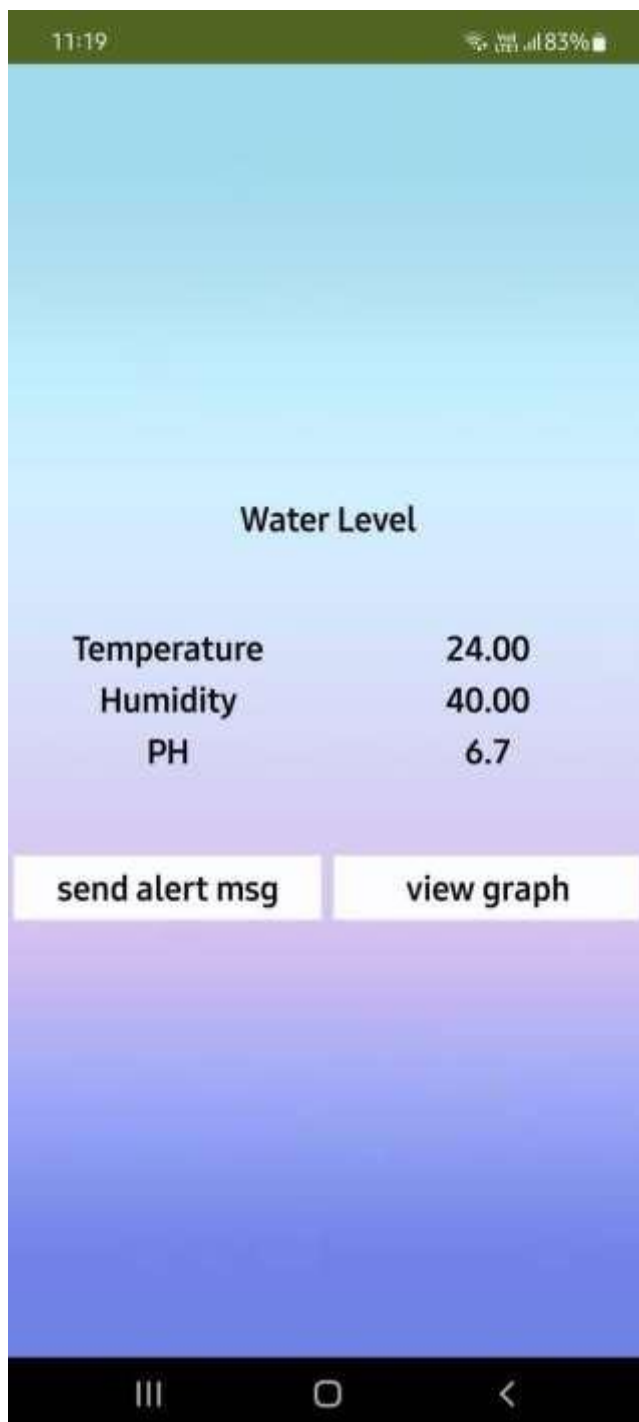 11:19 83%
Water Level
Temperature 24.00
Humidity 40.00
PH 6.7
send alert msg view graph